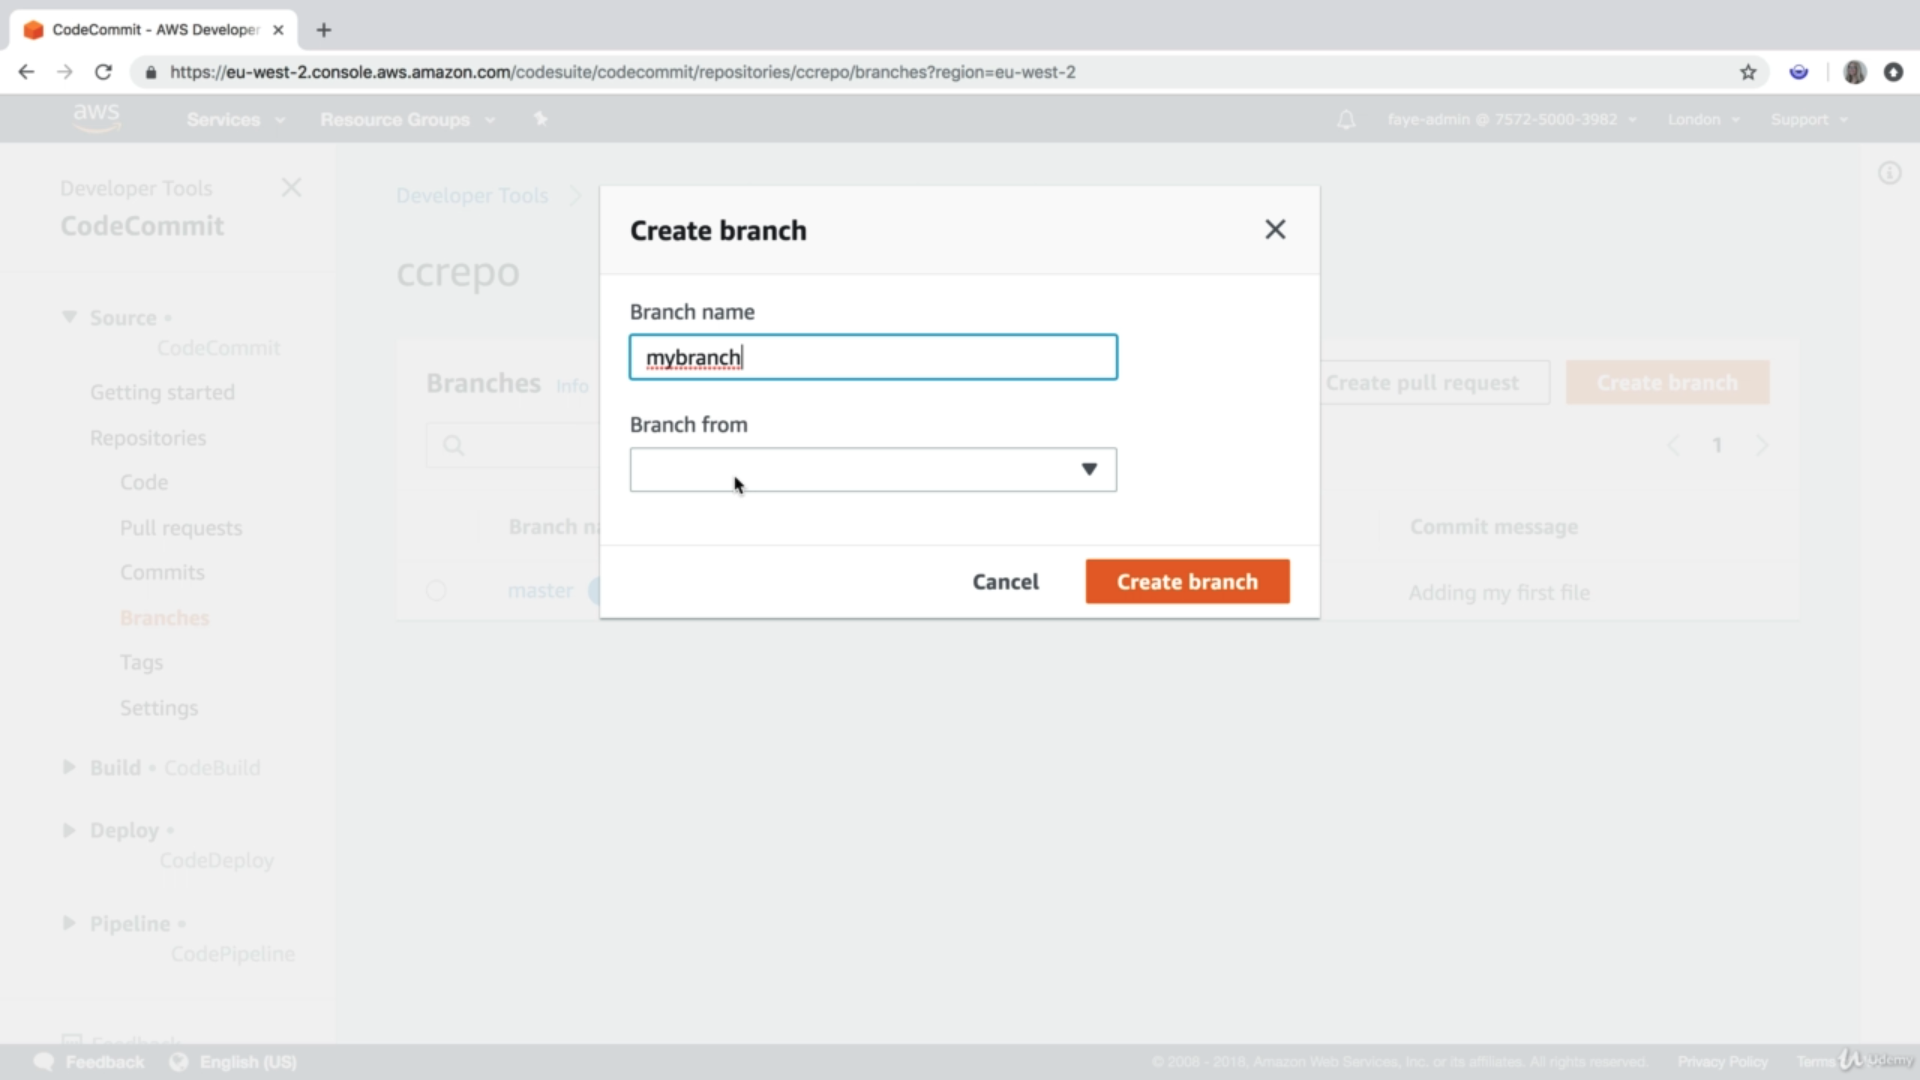 CodeCommit - AWS Developer
https://eu-west-2.console.aws.amazon.com/codesuite/codecommit/repositories/ccrepo/branches?region=eu-west-2
aws
Services
Resource Groups
faye-admin @ 7572-5000-3982
London
Support
Developer Tools
CodeCommit
Source •
CodeCommit
Getting started
Repositories
Code
Pull requests
Commits
Branches
Tags
Settings
Build • CodeBuild
Deploy •
CodeDeploy
Pipeline •
CodePipeline
Feedback
Developer Tools
ccrepo
Branches Info
Create pull request
Create branch
1
Branch na
Commit message
master
Adding my first file
Create branch
Branch name
mybranch
Branch from
Cancel
Create branch
Feedback
English (US)
© 2008 - 2018, Amazon Web Services, Inc. or its affiliates. All rights reserved.
Privacy Policy
Terms
Udemy